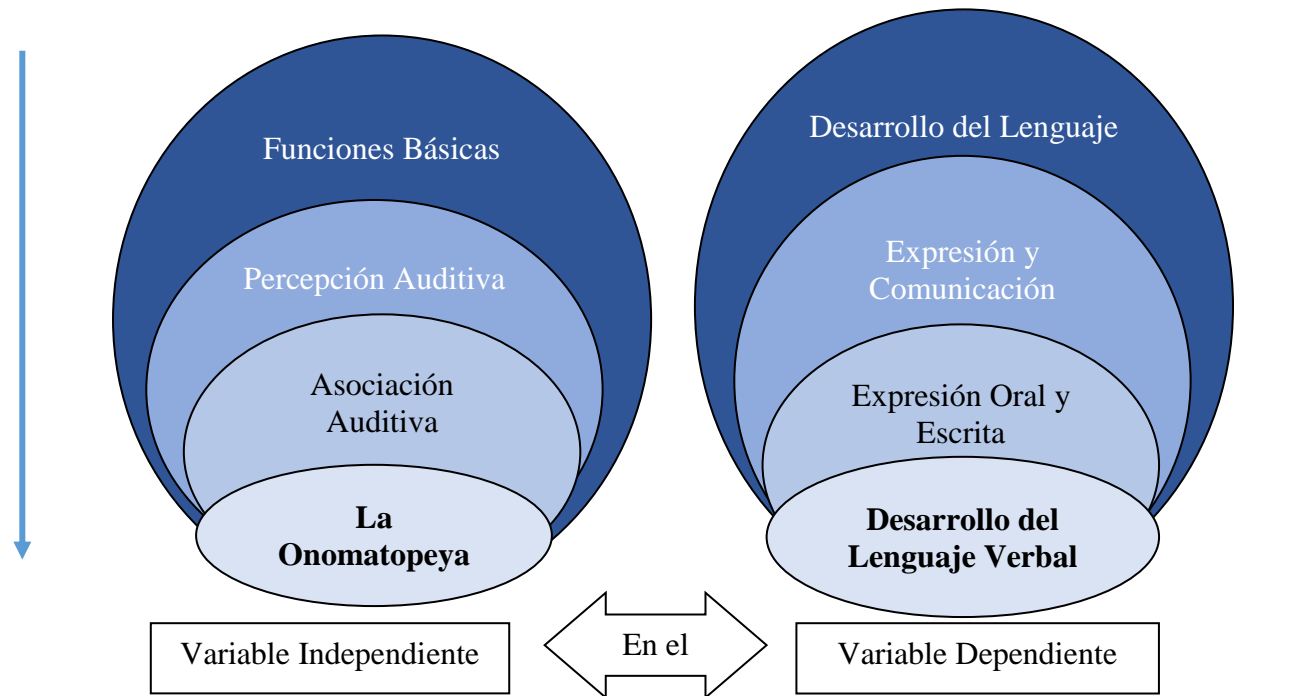 Funciones Básicas
Percepción Auditiva
Asociación
Auditiva
La
Onomatopeya
Variable Independiente
En el
Desarrollo del Lenguaje
Expresión y
Comunicación
Expresión Oral y
Escrita
Desarrollo del
Lenguaje Verbal
Variable Dependiente